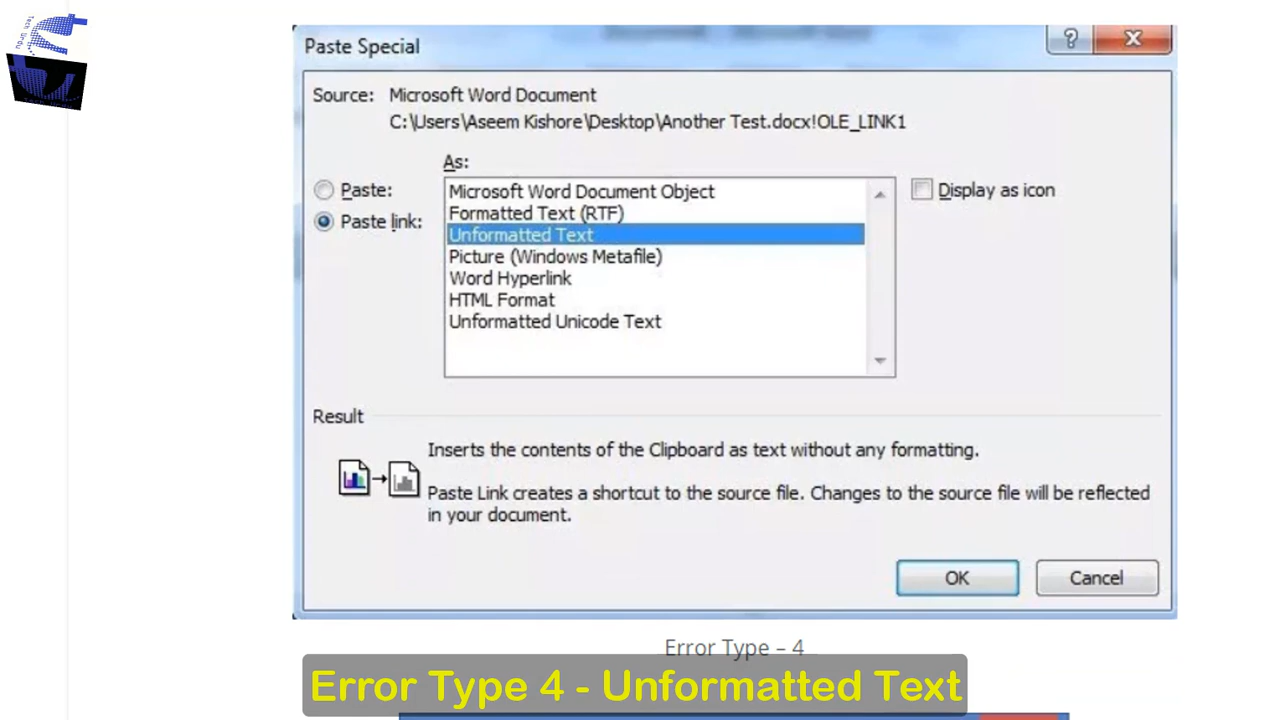 Tech Urdu
Paste Special
?
X
Source: Microsoft Word Document
C:\Users\Aseem Kishore\Desktop\Another Test.docx!OLE_LINK1
As:
Paste:
Paste link:
Microsoft Word Document Object
Formatted Text (RTF)
Unformatted Text
Picture (Windows Metafile)
Word Hyperlink
HTML Format
Unformatted Unicode Text
Display as icon
Result
Inserts the contents of the Clipboard as text without any formatting.
Paste Link creates a shortcut to the source file. Changes to the source file will be reflected
in your document.
OK
Cancel
Error Type – 4
Error Type 4 - Unformatted Text